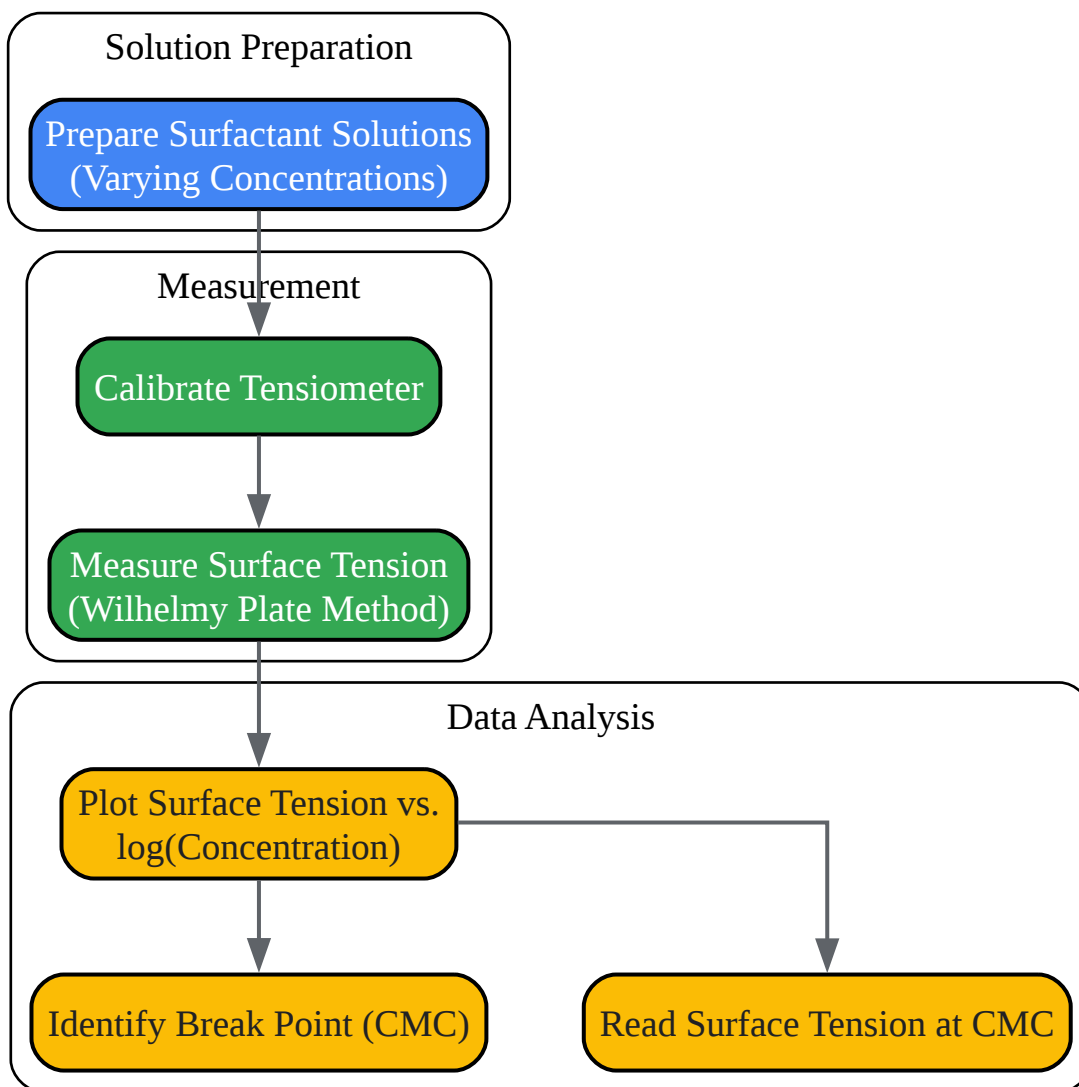 Solution Preparation
Prepare Surfactant Solutions
(Varying Concentrations)
Measurement
Calibrate Tensiometer
Measure Surface Tension
(Wilhelmy Plate Method)
Data Analysis
Plot Surface Tension vs.
log(Concentration)
Identify Break Point (CMC)
Read Surface Tension at CMC